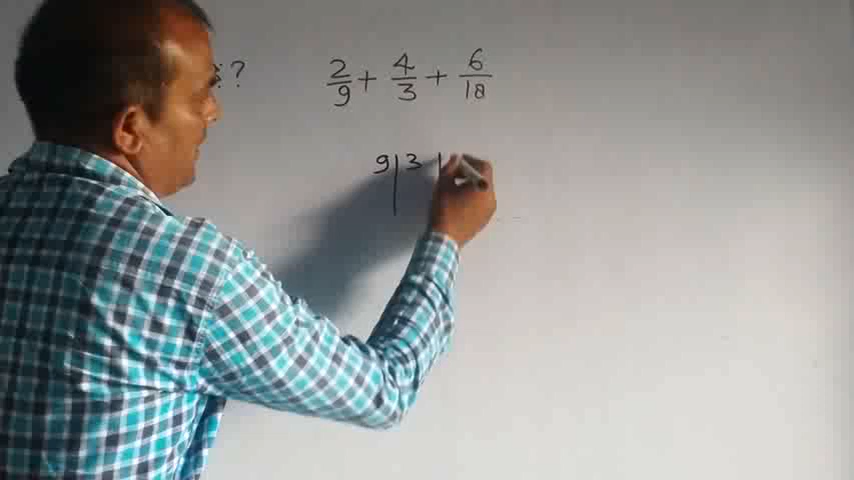 ? 2/9 + 4/3 + 6/18
9 | 3 |